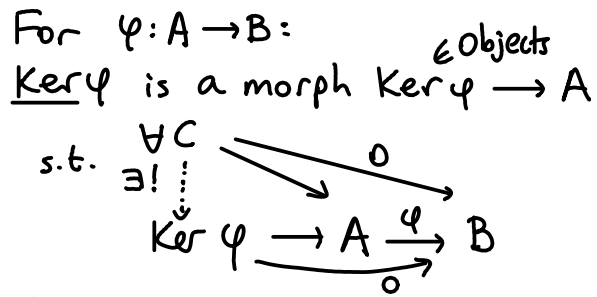 For φ: A → B:
∈ Objects
Ker φ is a morph Ker φ → A
∀ C
0
s.t.
∃!
φ
Ker φ → A → B
0